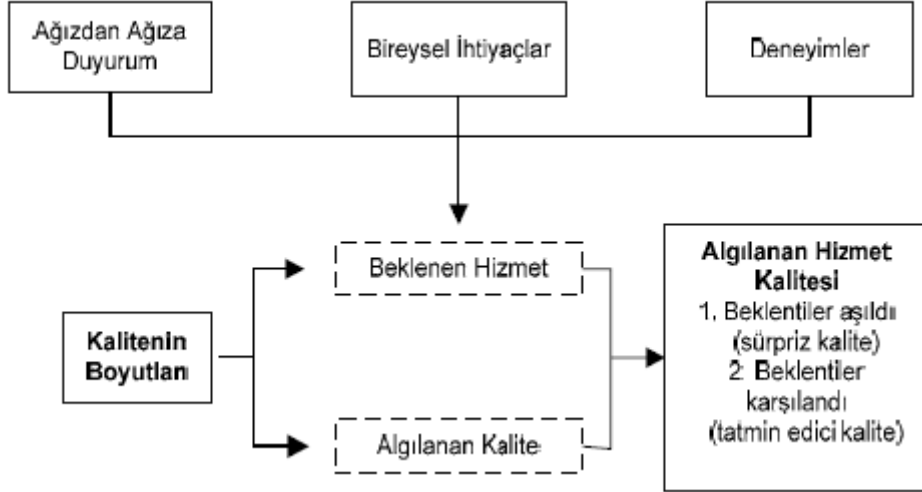 Ağızdan Ağıza
Duyurum
Bireysel İhtiyaçlar
Deneyimler
Beklenen Hizmet
Kalitenin
Boyutları
Algılanan Kalite
Algılanan Hizmet
Kalitesi
1, Beklentiler aşıldı
(sürpriz kalite)
2: Beklentiler
karşılandı
(tatmin edici kalite)